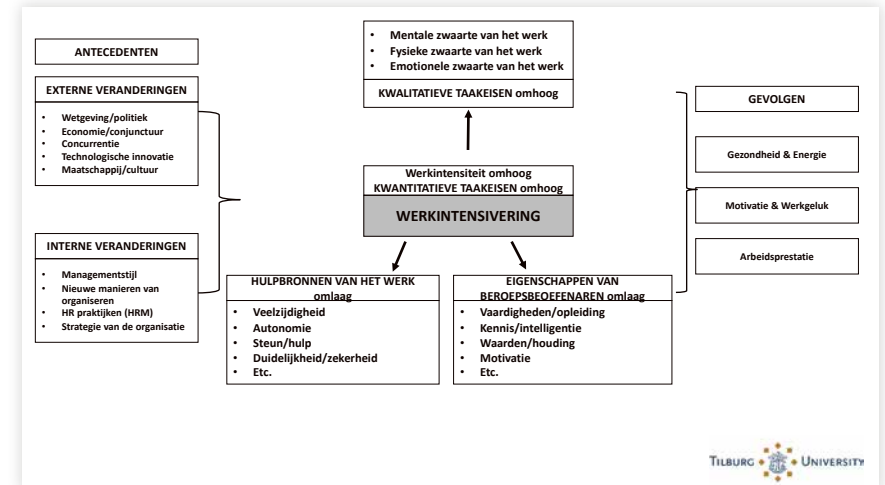 ANTECEDENTEN
EXTERNE VERANDERINGEN
• Wetgeving/politiek
• Economie/conjunctuur
• Concurrentie
• Technologische innovatie
• Maatschappij/cultuur
INTERNE VERANDERINGEN
• Managementstijl
• Nieuwe manieren van
organiseren
• HR praktijken (HRM)
• Strategie van de organisatie
• Mentale zwaarte van het werk
• Fysieke zwaarte van het werk
• Emotionele zwaarte van het werk
KWALITATIEVE TAAKEISEN omhoog
Werkintensiteit omhoog
KWANTITATIEVE TAAKEISEN omhoog
WERKINTENSIVERING
HULPBRONNEN VAN HET WERK
omlaag
• Veelzijdigheid
• Autonomie
• Steun/hulp
• Duidelijkheid/zekerheid
• Etc.
EIGENSCHAPPEN VAN
BEROEPSBEOEFENAREN omlaag
• Vaardigheden/opleiding
• Kennis/intelligentie
• Waarden/houding
• Motivatie
• Etc.
GEVOLGEN
Gezondheid & Energie
Motivatie & Werkgeluk
Arbeidsprestatie
TILBURG UNIVERSITY